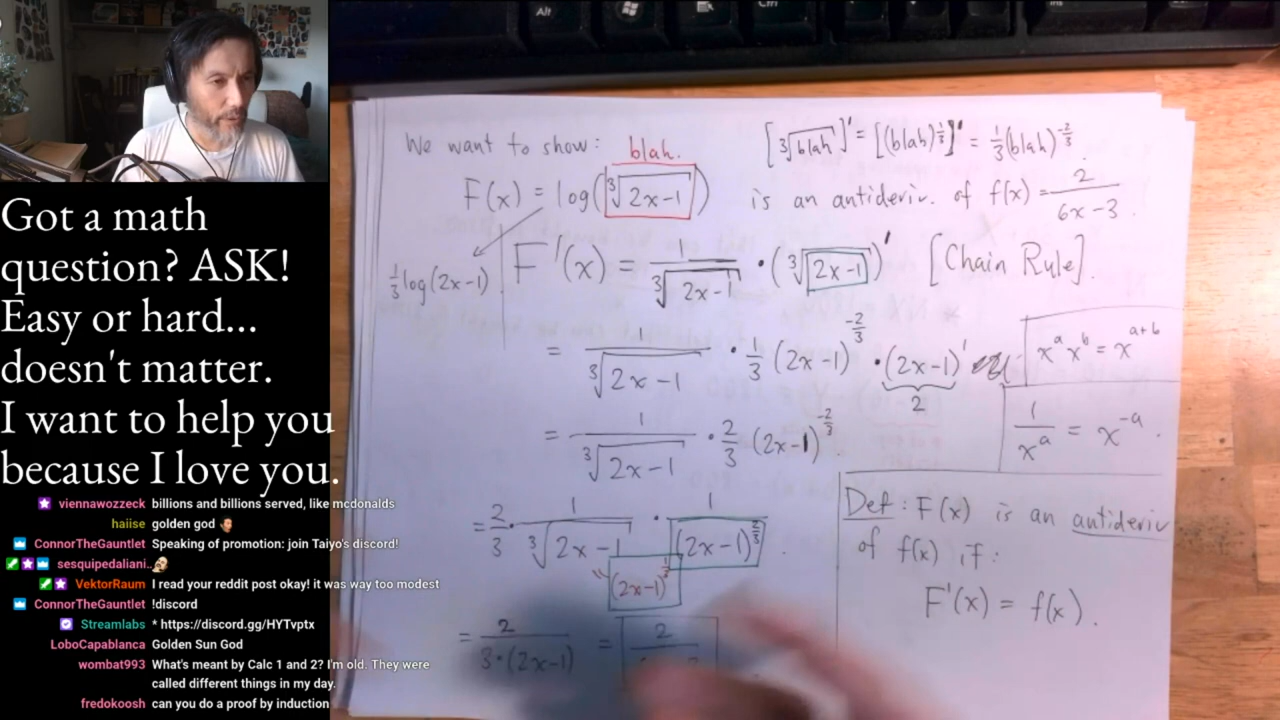 Alt
Ctrl
We want to show: blah.
[∛blah]' = [(blah)^{1/3}]' = 1/3 (blah)^{-2/3}
F(x) = log(∛(2x-1)) is an antideriv. of f(x) = 2/(6x-3).
1/3 log(2x-1)
F'(x) = 1/∛(2x-1) · (∛(2x-1))' [Chain Rule].
= 1/∛(2x-1) · 1/3 (2x-1)^{-2/3} · (2x-1)'
2
x^a x^b = x^{a+b}
= 1/∛(2x-1) · 2/3 (2x-1)^{-2/3}
1/x^a = x^{-a}.
= 2/3 · 1/∛(2x-1) · 1/(2x-1)^{2/3}.
(2x-1)^{1/3}
= 2/(3·(2x-1)) = 2
Def: F(x) is an antideriv
of f(x) if:
F'(x) = f(x).
Got a math
question? ASK!
Easy or hard...
doesn't matter.
I want to help you
because I love you.
viennawozzeck billions and billions served, like mcdonalds
haiise golden god
ConnorTheGauntlet Speaking of promotion: join Taiyo's discord!
sesquipedaliani..
VektorRaum I read your reddit post okay! it was way too modest
ConnorTheGauntlet !discord
Streamlabs * https://discord.gg/HYTvptx
LoboCapablanca Golden Sun God
wombat993 What's meant by Calc 1 and 2? I'm old. They were
called different things in my day.
fredokoosh can you do a proof by induction